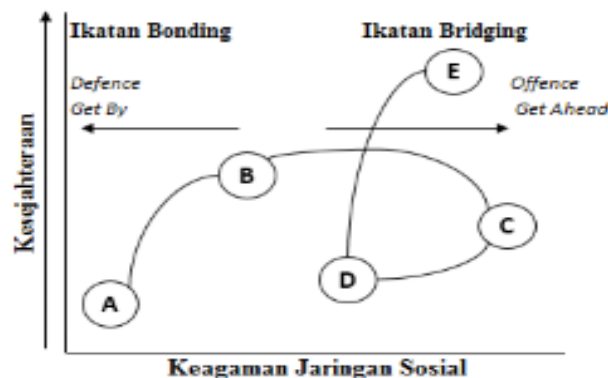 Ikatan Bonding
Ikatan Bridging
E
Defence
Get By
Offence
Get Ahead
Kesejahteraan
B
C
D
A
Keagaman Jaringan Sosial